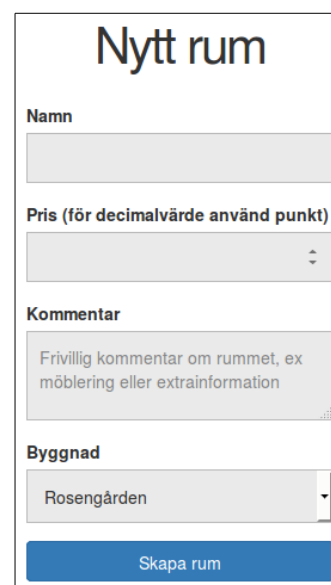 Nytt rum
Namn
Pris (för decimalvärde använd punkt)
Kommentar
Frivillig kommentar om rummet, ex
möblering eller extrainformation
Byggnad
Rosengården
Skapa rum